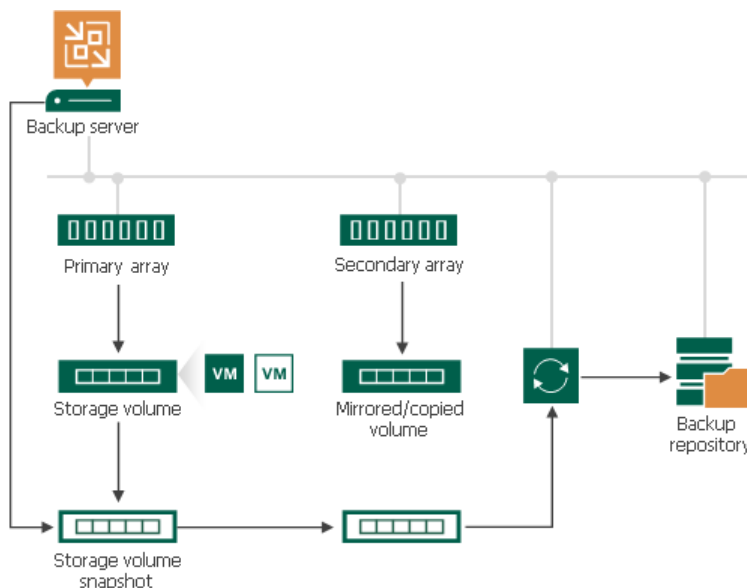 Backup server
Primary array
Secondary array
VM
VM
Storage volume
Mirrored/copied
volume
Backup
repository
Storage volume
snapshot